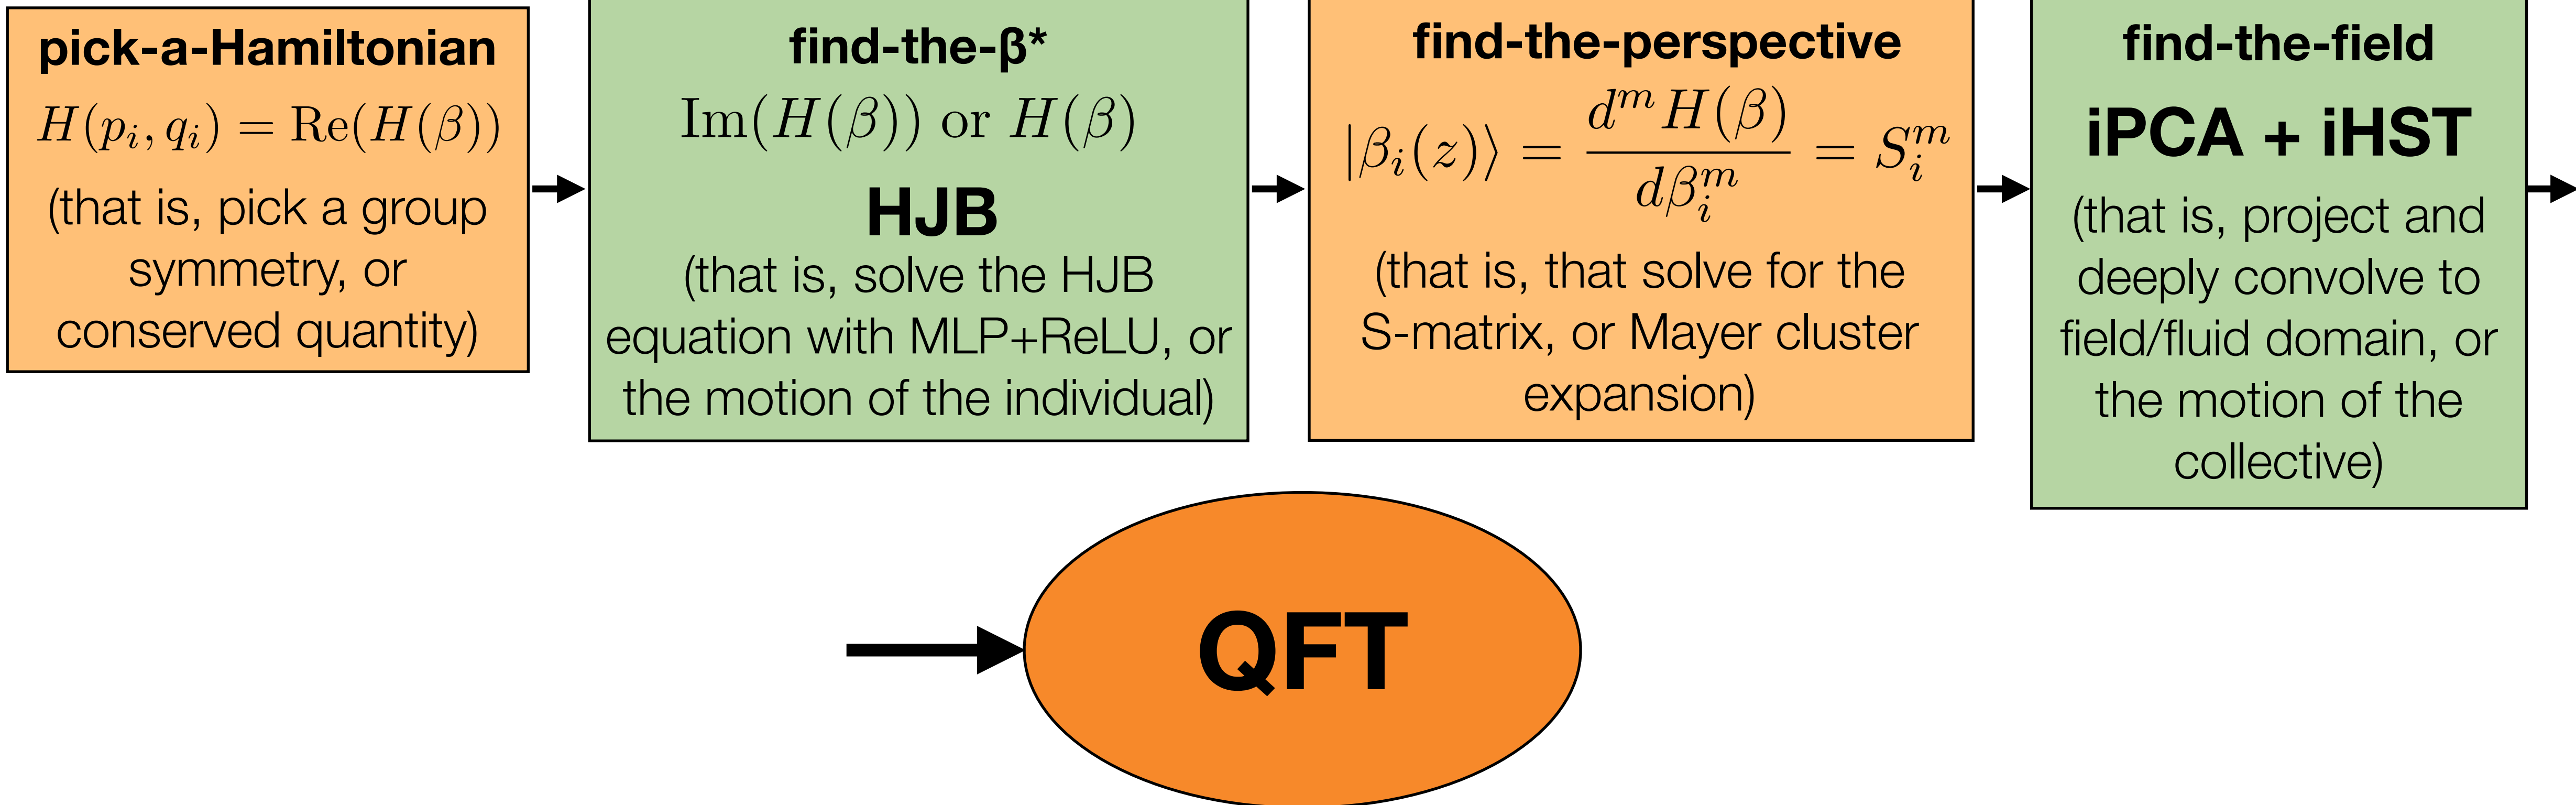 pick-a-Hamiltonian
H(p_i, q_i) = Re(H(β))
(that is, pick a group
symmetry, or
conserved quantity)
find-the-β*
Im(H(β)) or H(β)
HJB
(that is, solve the HJB
equation with MLP+ReLU, or
the motion of the individual)
find-the-perspective
|β_i(z)⟩ = d^m H(β) / dβ_i^m = S_i^m
(that is, that solve for the
S-matrix, or Mayer cluster
expansion)
find-the-field
iPCA + iHST
(that is, project and
deeply convolve to
field/fluid domain, or
the motion of the
collective)
QFT